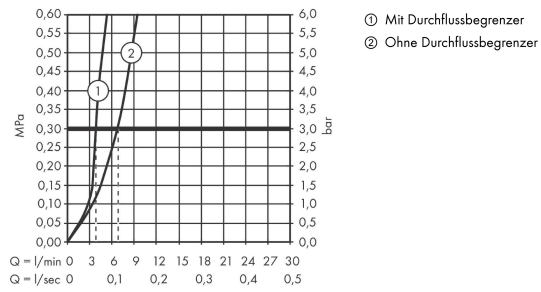 0,60 6,0
0,55 5,5
0,50 5,0
0,45 4,5
0,40 4,0
0,35 3,5
0,30 3,0
0,25 2,5
0,20 2,0
0,15 1,5
0,10 1,0
0,05 0,5
0,00 0,0
MPa
bar
1
2
Q = l/min 0 3 6 9 12 15 18 21 24 27 30
Q = l/sec 0 0,1 0,2 0,3 0,4 0,5
① Mit Durchflussbegrenzer
② Ohne Durchflussbegrenzer